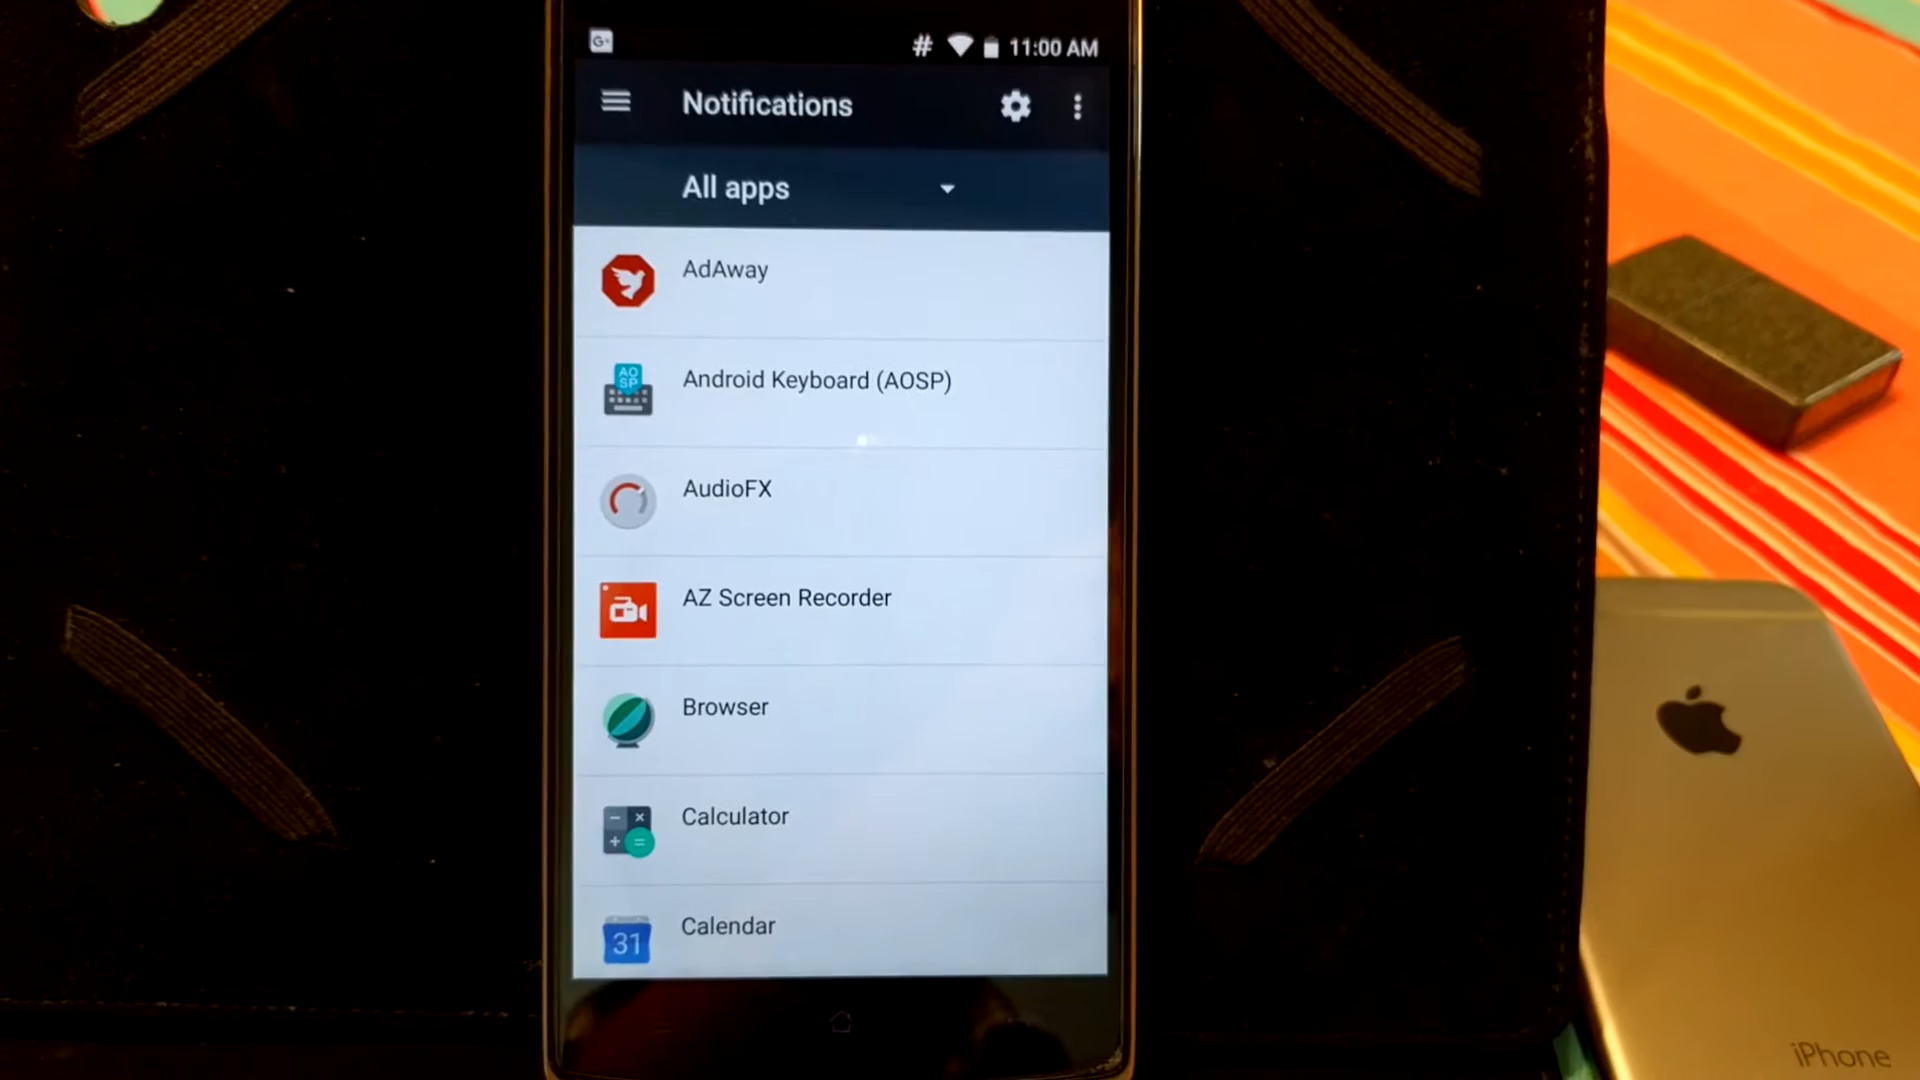 G+
# 11:00 AM
Notifications
All apps
AdAway
AO
SP
Android Keyboard (AOSP)
AudioFX
AZ Screen Recorder
Browser
Calculator
31
Calendar
iPhone